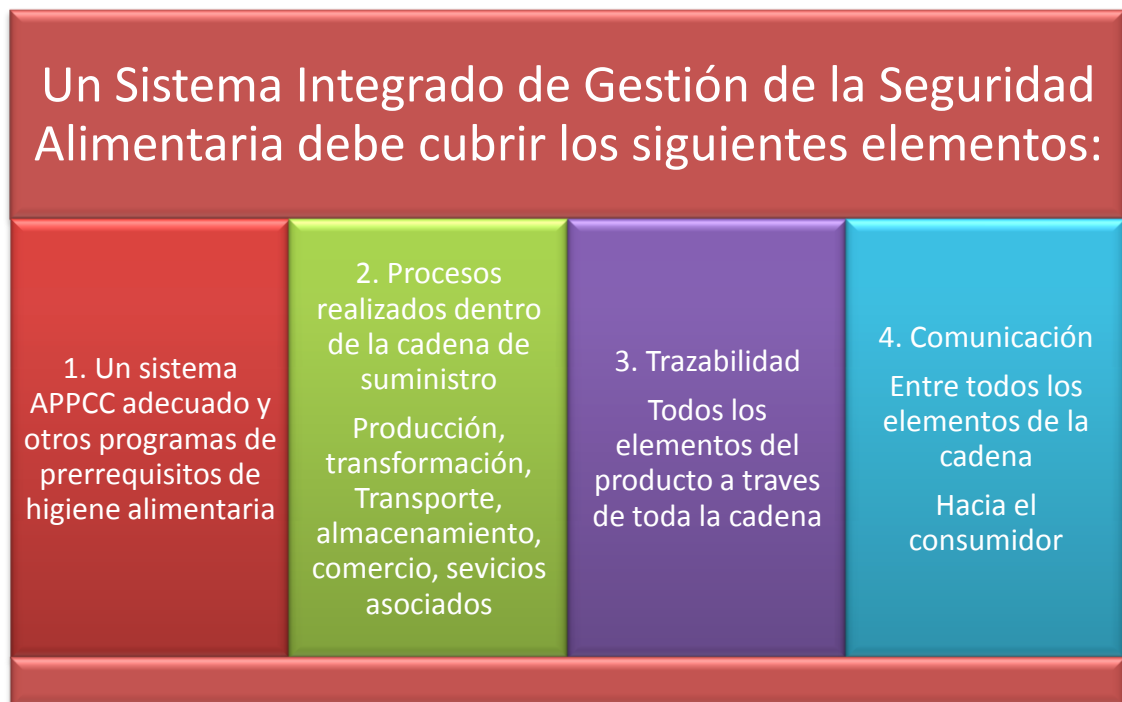 Un Sistema Integrado de Gestión de la Seguridad
Alimentaria debe cubrir los siguientes elementos:
1. Un sistema
APPCC adecuado y
otros programas de
prerrequisitos de
higiene alimentaria
2. Procesos
realizados dentro
de la cadena de
suministro
Producción,
transformación,
Transporte,
almacenamiento,
comercio, sevicios
asociados
3. Trazabilidad
Todos los
elementos del
producto a traves
de toda la cadena
4. Comunicación
Entre todos los
elementos de la
cadena
Hacia el
consumidor